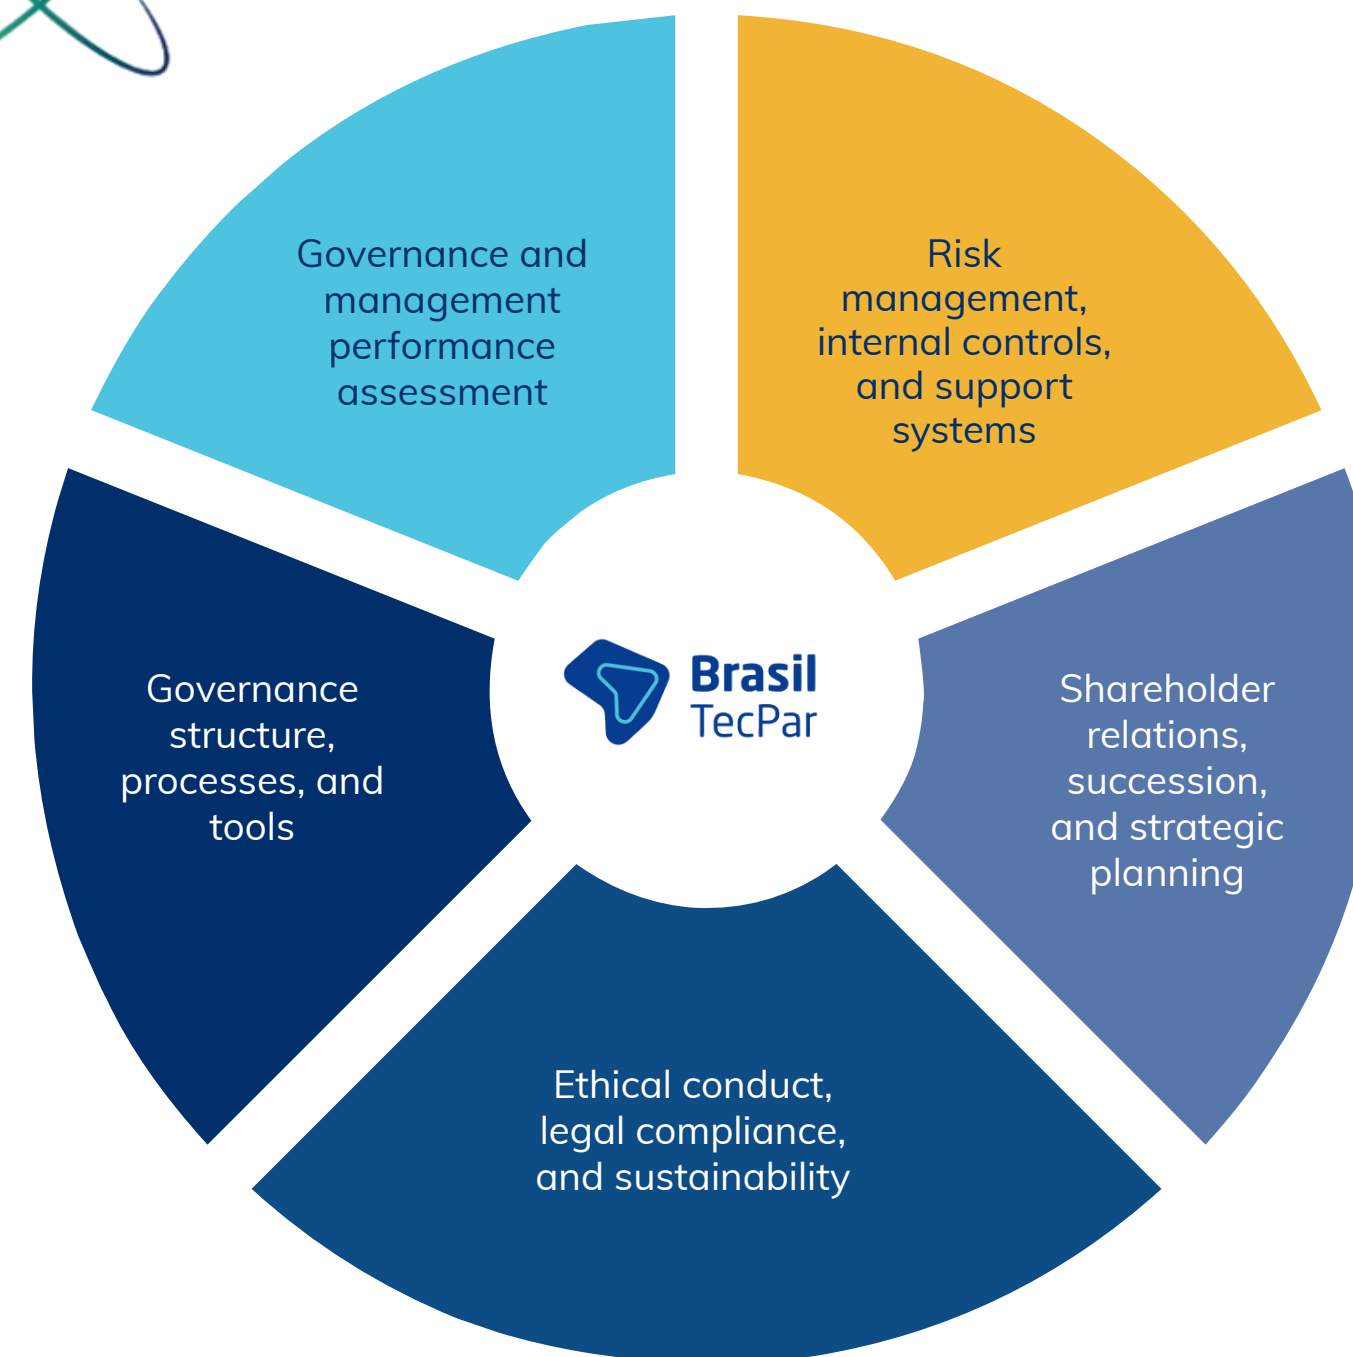 Governance and
management
performance
assessment
Risk
management,
internal controls,
and support
systems
Governance
structure,
processes, and
tools
Brasil
TecPar
Shareholder
relations,
succession,
and strategic
planning
Ethical conduct,
legal compliance,
and sustainability